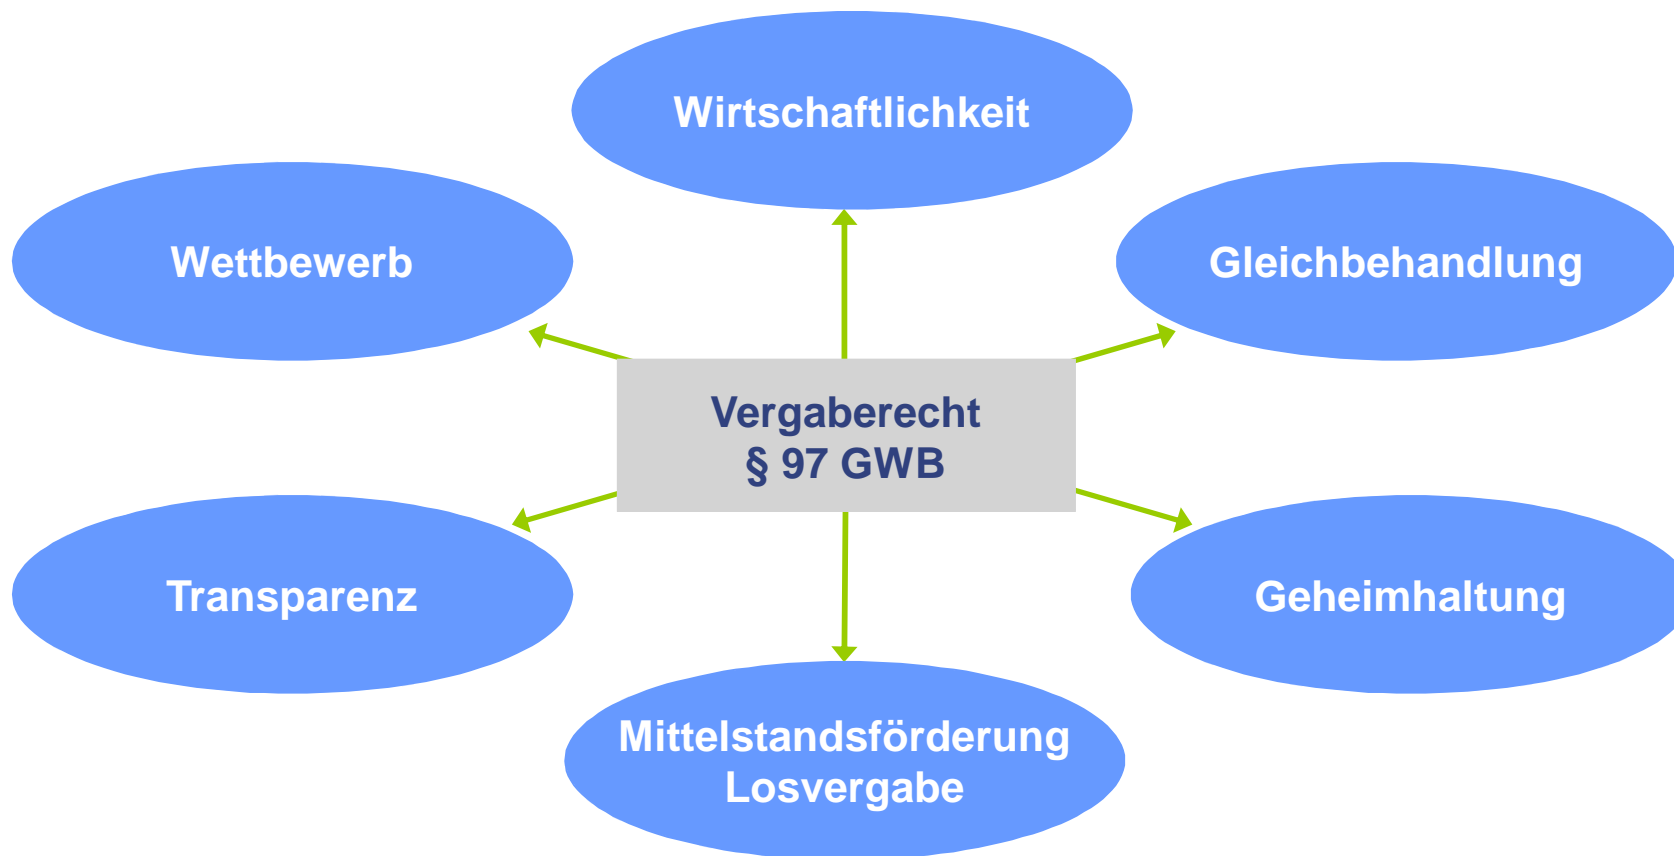 Wirtschaftlichkeit
Wettbewerb
Gleichbehandlung
Vergaberecht
§ 97 GWB
Transparenz
Geheimhaltung
Mittelstandsförderung
Losvergabe